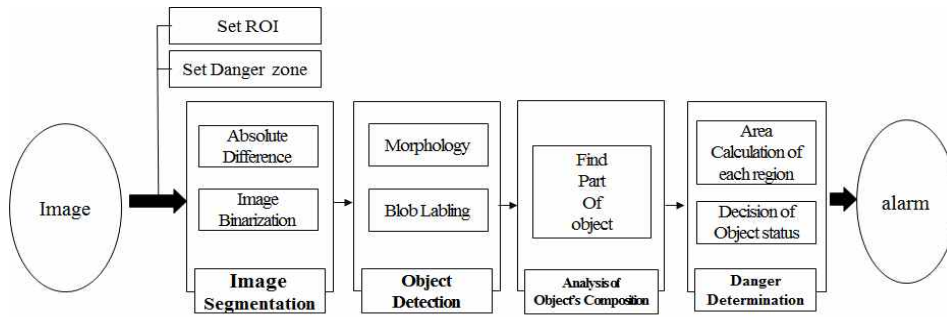 Set ROI
Set Danger zone
Image
Absolute
Difference
Image
Binarization
Image
Segmentation
Morphology
Blob Labling
Object
Detection
Find
Part
Of
object
Analysis of
Object's Composition
Area
Calculation of
each region
Decision of
Object status
Danger
Determination
alarm